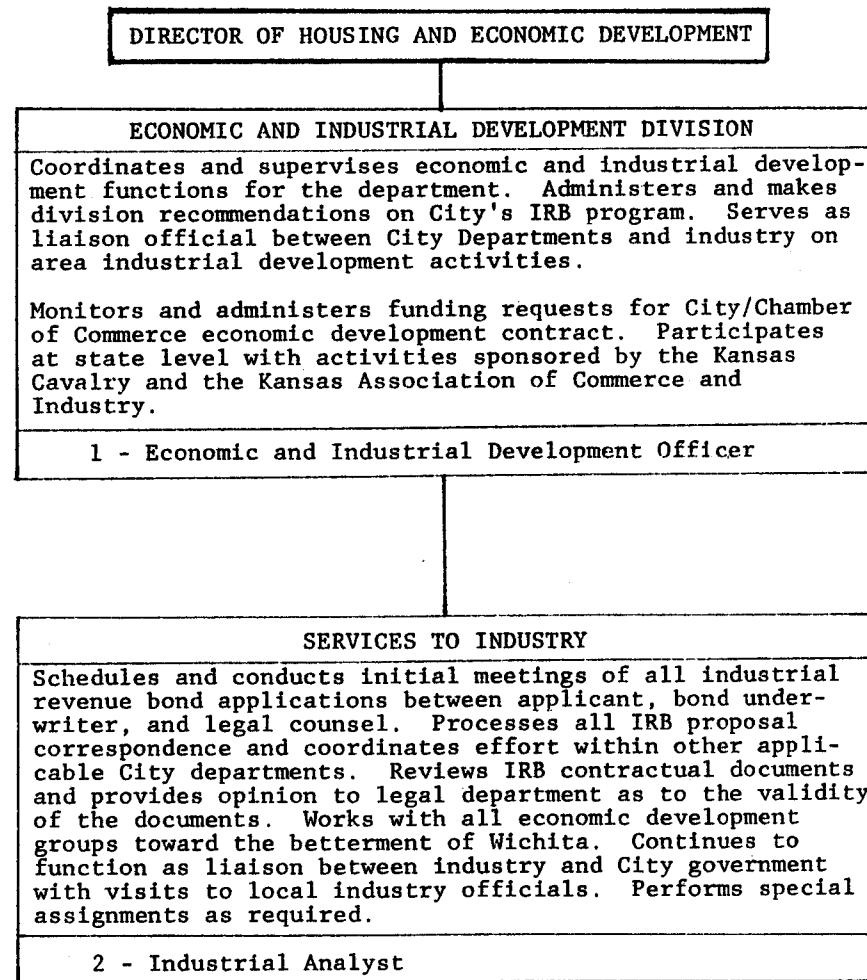 DIRECTOR OF HOUSING AND ECONOMIC DEVELOPMENT
ECONOMIC AND INDUSTRIAL DEVELOPMENT DIVISION
Coordinates and supervises economic and industrial develop-
ment functions for the department.  Administers and makes
division recommendations on City's IRB program.  Serves as
liaison official between City Departments and industry on
area industrial development activities.
Monitors and administers funding requests for City/Chamber
of Commerce economic development contract.  Participates
at state level with activities sponsored by the Kansas
Cavalry and the Kansas Association of Commerce and
Industry.
1 - Economic and Industrial Development Officer
SERVICES TO INDUSTRY
Schedules and conducts initial meetings of all industrial
revenue bond applications between applicant, bond under-
writer, and legal counsel.  Processes all IRB proposal
correspondence and coordinates effort within other appli-
cable City departments.  Reviews IRB contractual documents
and provides opinion to legal department as to the validity
of the documents.  Works with all economic development
groups toward the betterment of Wichita.  Continues to
function as liaison between industry and City government
with visits to local industry officials.  Performs special
assignments as required.
2 - Industrial Analyst